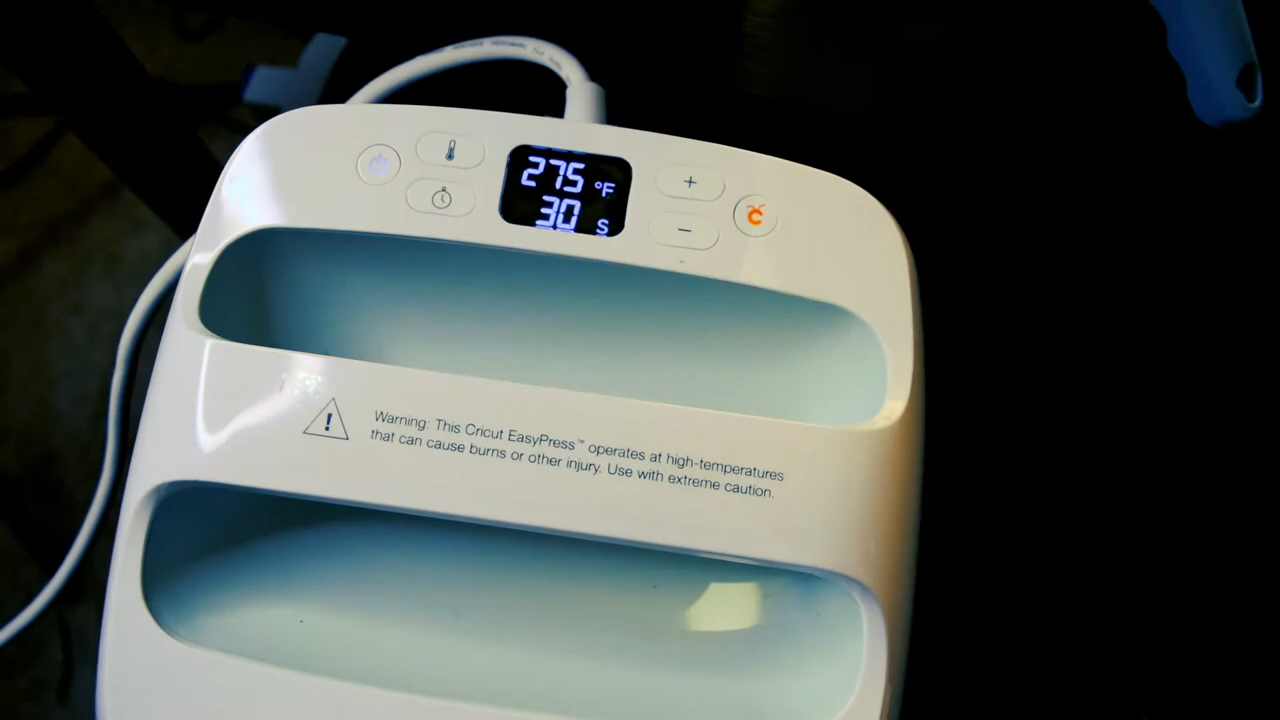 275 °F
30 S
+
−
Warning: This Cricut EasyPress™ operates at high-temperatures
that can cause burns or other injury. Use with extreme caution.